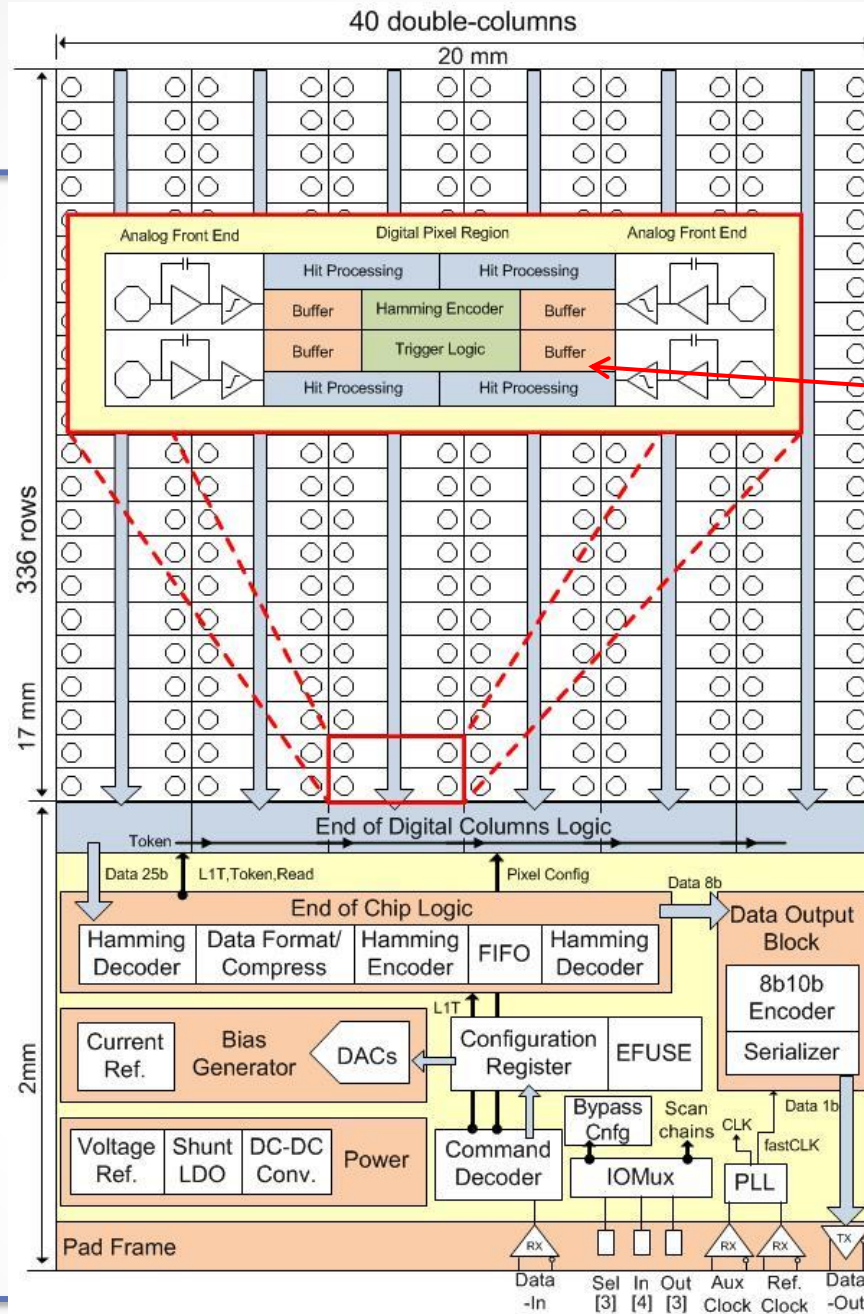 40 double-columns
20 mm
Analog Front End
Digital Pixel Region
Analog Front End
Hit Processing
Hit Processing
Buffer
Hamming Encoder
Buffer
Buffer
Trigger Logic
Buffer
Hit Processing
Hit Processing
336 rows
17 mm
End of Digital Columns Logic
Token
Data 25b
L1T,Token,Read
Pixel Config
Data 8b
End of Chip Logic
Hamming
Decoder
Data Format/
Compress
Hamming
Encoder
FIFO
Hamming
Decoder
Data Output
Block
8b10b
Encoder
Serializer
L1T
2mm
Current
Ref.
Bias
Generator
DACs
Configuration
Register
EFUSE
Data 1b
Bypass
Cnfg
Scan
chains
CLK
fastCLK
Voltage
Ref.
Shunt
LDO
DC-DC
Conv.
Power
Command
Decoder
IOMux
PLL
Pad Frame
RX
RX
RX
TX
Data
-In
Sel
[3]
In
[4]
Out
[3]
Aux
Clock
Ref.
Clock
Data
-Out